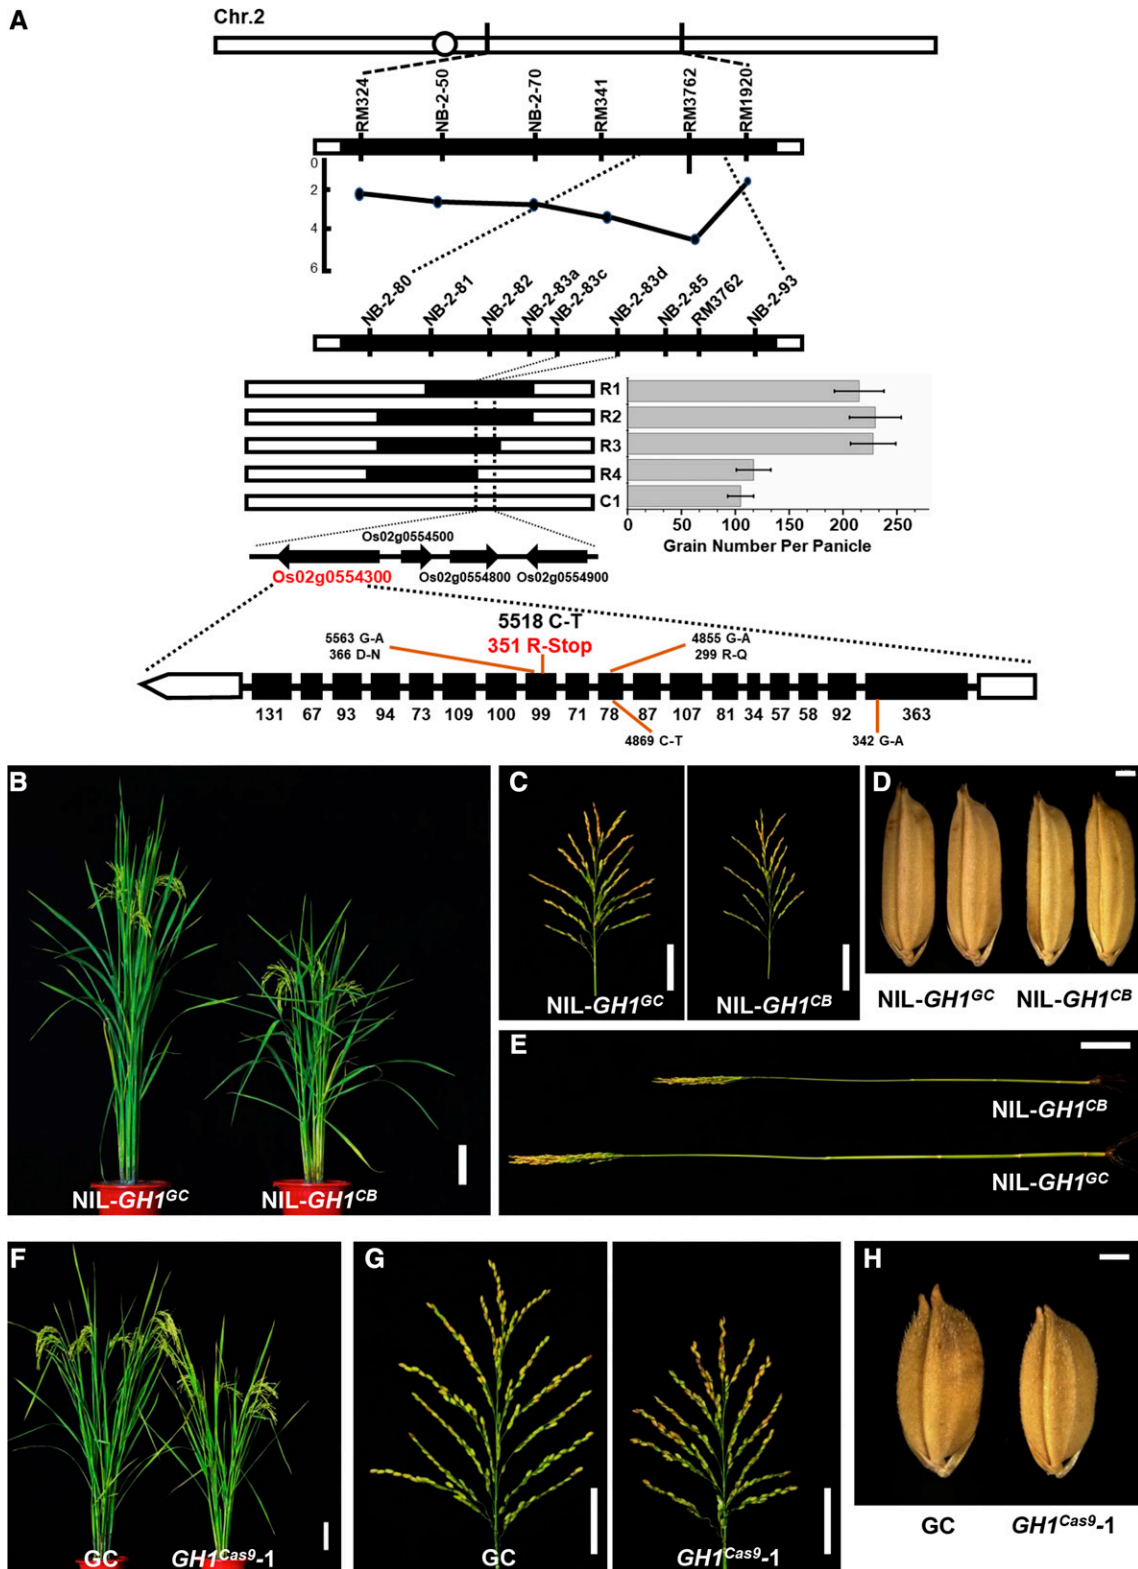 A
Chr.2
RM324
NB-2-50
NB-2-70
RM341
RM3762
RM1920
0
2
4
6
NB-2-80
NB-2-81
NB-2-82
NB-2-83a
NB-2-83c
NB-2-83d
NB-2-85
RM3762
NB-2-93
R1
R2
R3
R4
C1
0 50 100 150 200 250
Grain Number Per Panicle
Os02g0554500
Os02g0554300
Os02g0554800
Os02g0554900
5518 C-T
351 R-Stop
5563 G-A
366 D-N
4855 G-A
299 R-Q
131 67 93 94 73 109 100 99 71 78 87 107 81 34 57 58 92 363
4869 C-T
342 G-A
B
NIL-GH1GC
NIL-GH1CB
C
NIL-GH1GC
NIL-GH1CB
D
NIL-GH1GC
NIL-GH1CB
E
NIL-GH1CB
NIL-GH1GC
F
GC
GH1Cas9-1
G
GC
GH1Cas9-1
H
GC
GH1Cas9-1